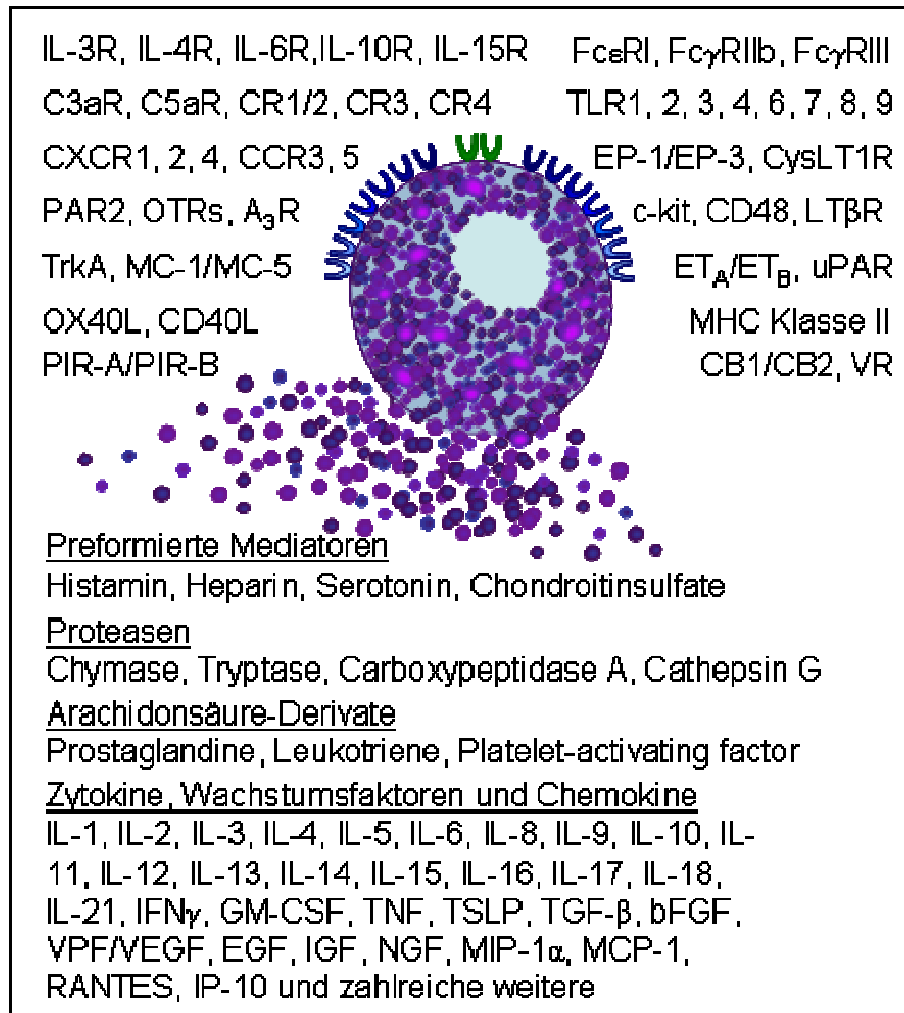 IL-3R, IL-4R, IL-6R,IL-10R, IL-15R
FcεRI, FcγRIIb, FcγRIII
C3aR, C5aR, CR1/2, CR3, CR4
TLR1, 2, 3, 4, 6, 7, 8, 9
CXCR1, 2, 4, CCR3, 5
EP-1/EP-3, CysLT1R
PAR2, OTRs, A₃R
c-kit, CD48, LTβR
TrkA, MC-1/MC-5
ET_A/ET_B, uPAR
OX40L, CD40L
MHC Klasse II
PIR-A/PIR-B
CB1/CB2, VR
Preformierte Mediatoren
Histamin, Heparin, Serotonin, Chondroitinsulfate
Proteasen
Chymase, Tryptase, Carboxypeptidase A, Cathepsin G
Arachidonsäure-Derivate
Prostaglandine, Leukotriene, Platelet-activating factor
Zytokine, Wachstumsfaktoren und Chemokine
IL-1, IL-2, IL-3, IL-4, IL-5, IL-6, IL-8, IL-9, IL-10, IL-
11, IL-12, IL-13, IL-14, IL-15, IL-16, IL-17, IL-18,
IL-21, IFNγ, GM-CSF, TNF, TSLP, TGF-β, bFGF,
VPF/VEGF, EGF, IGF, NGF, MIP-1α, MCP-1,
RANTES, IP-10 und zahlreiche weitere